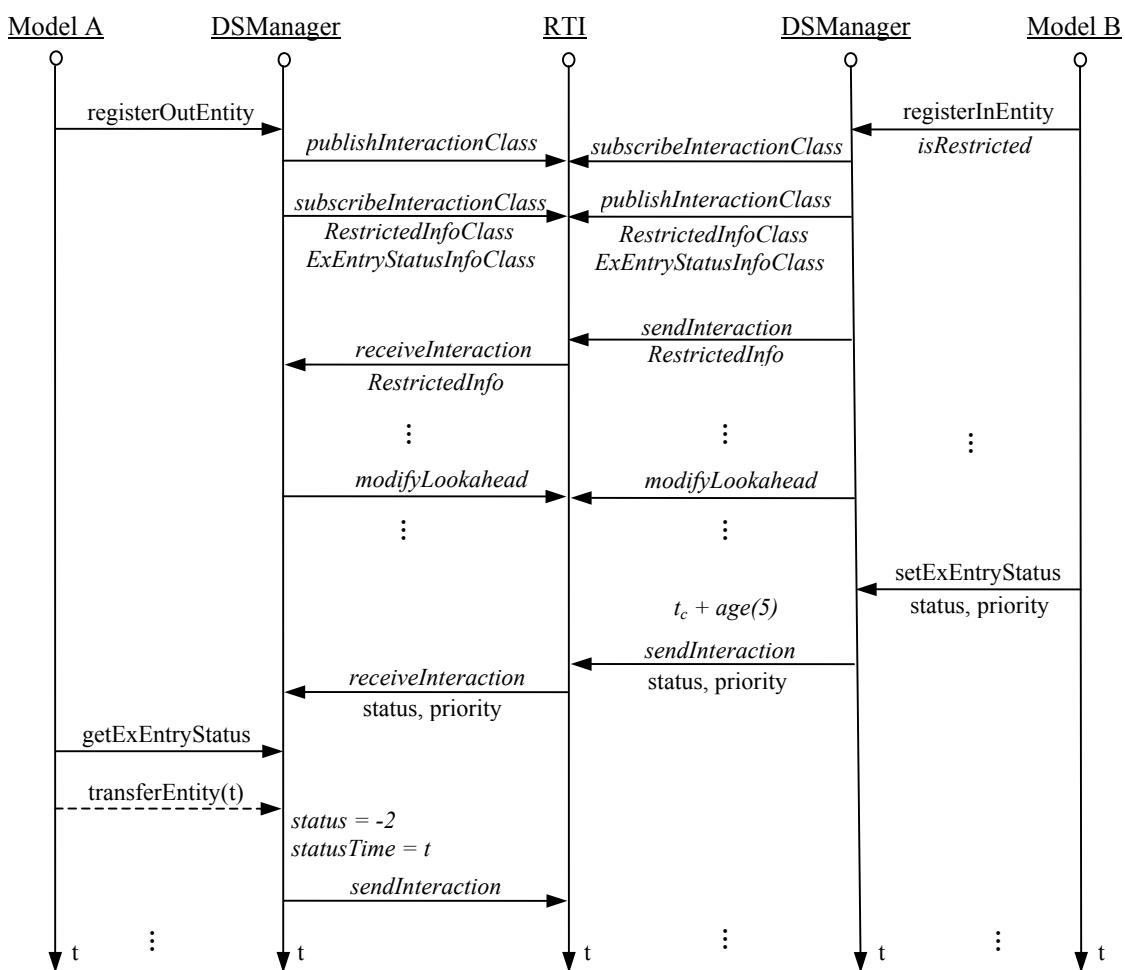 Model A
DSManager
RTI
DSManager
Model B
registerOutEntity
registerInEntity
isRestricted
publishInteractionClass
subscribeInteractionClass
subscribeInteractionClass
RestrictedInfoClass
ExEntryStatusInfoClass
publishInteractionClass
RestrictedInfoClass
ExEntryStatusInfoClass
sendInteraction
RestrictedInfo
receiveInteraction
RestrictedInfo
modifyLookahead
modifyLookahead
setExEntryStatus
status, priority
tc + age(5)
sendInteraction
status, priority
receiveInteraction
status, priority
getExEntryStatus
transferEntity(t)
status = -2
statusTime = t
sendInteraction
t
t
t
t
t